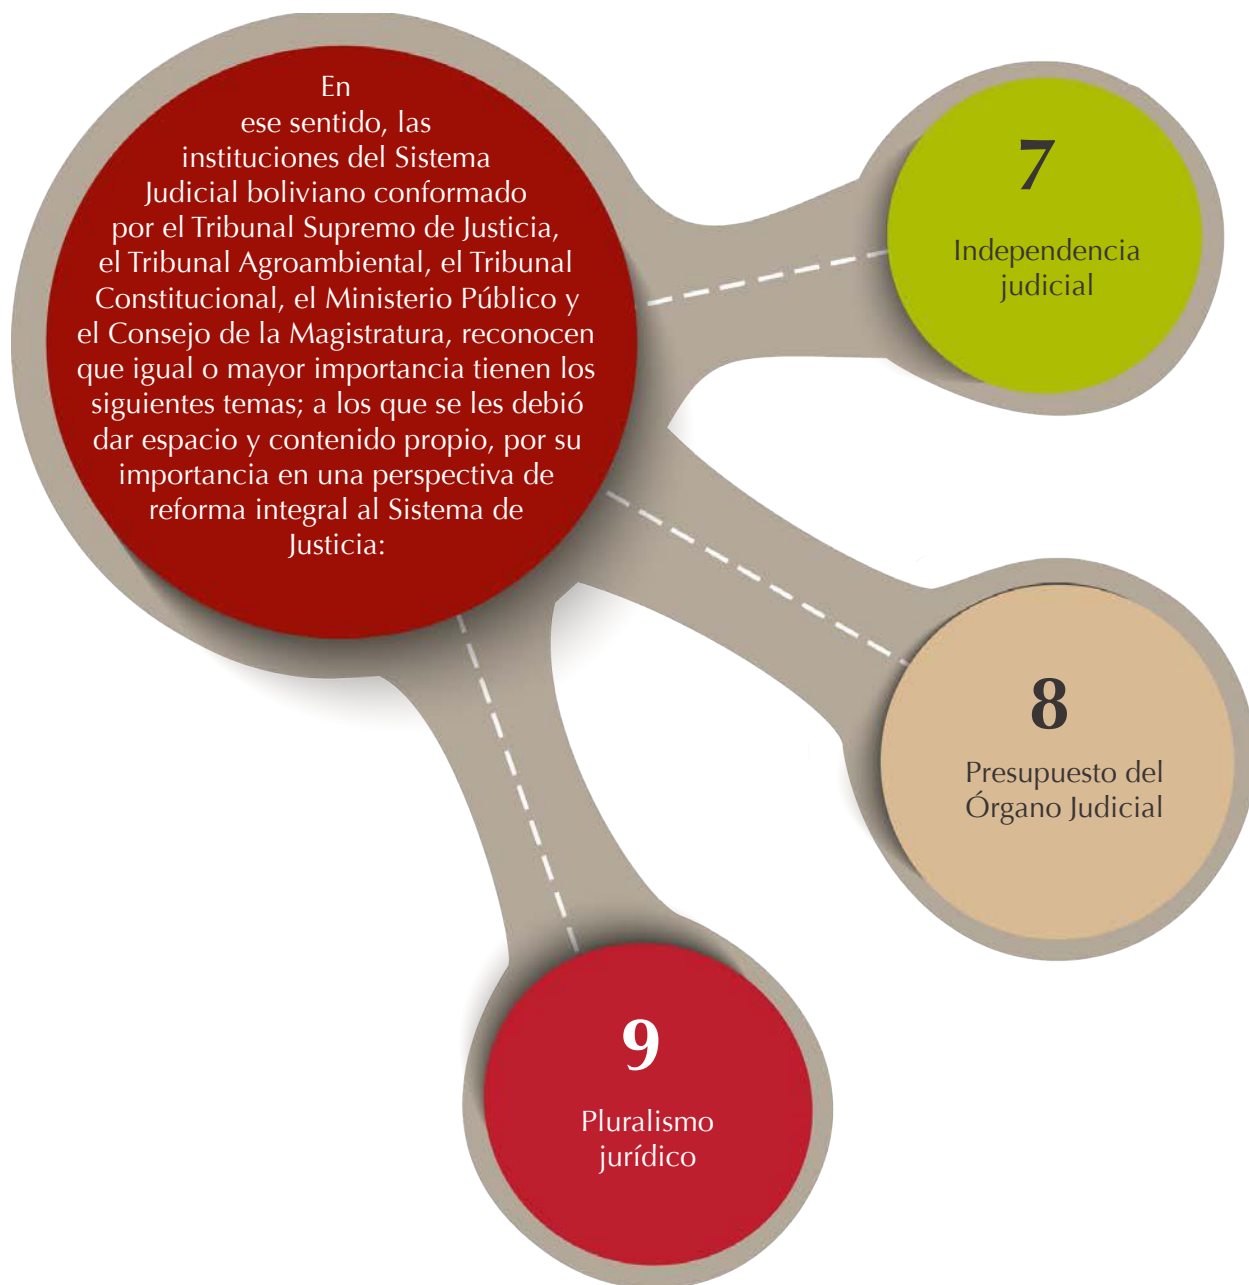 En
ese sentido, las
instituciones del Sistema
Judicial boliviano conformado
por el Tribunal Supremo de Justicia,
el Tribunal Agroambiental, el Tribunal
Constitucional, el Ministerio Público y
el Consejo de la Magistratura, reconocen
que igual o mayor importancia tienen los
siguientes temas; a los que se les debió
dar espacio y contenido propio, por su
importancia en una perspectiva de
reforma integral al Sistema de
Justicia:
7
Independencia
judicial
8
Presupuesto del
Órgano Judicial
9
Pluralismo
jurídico